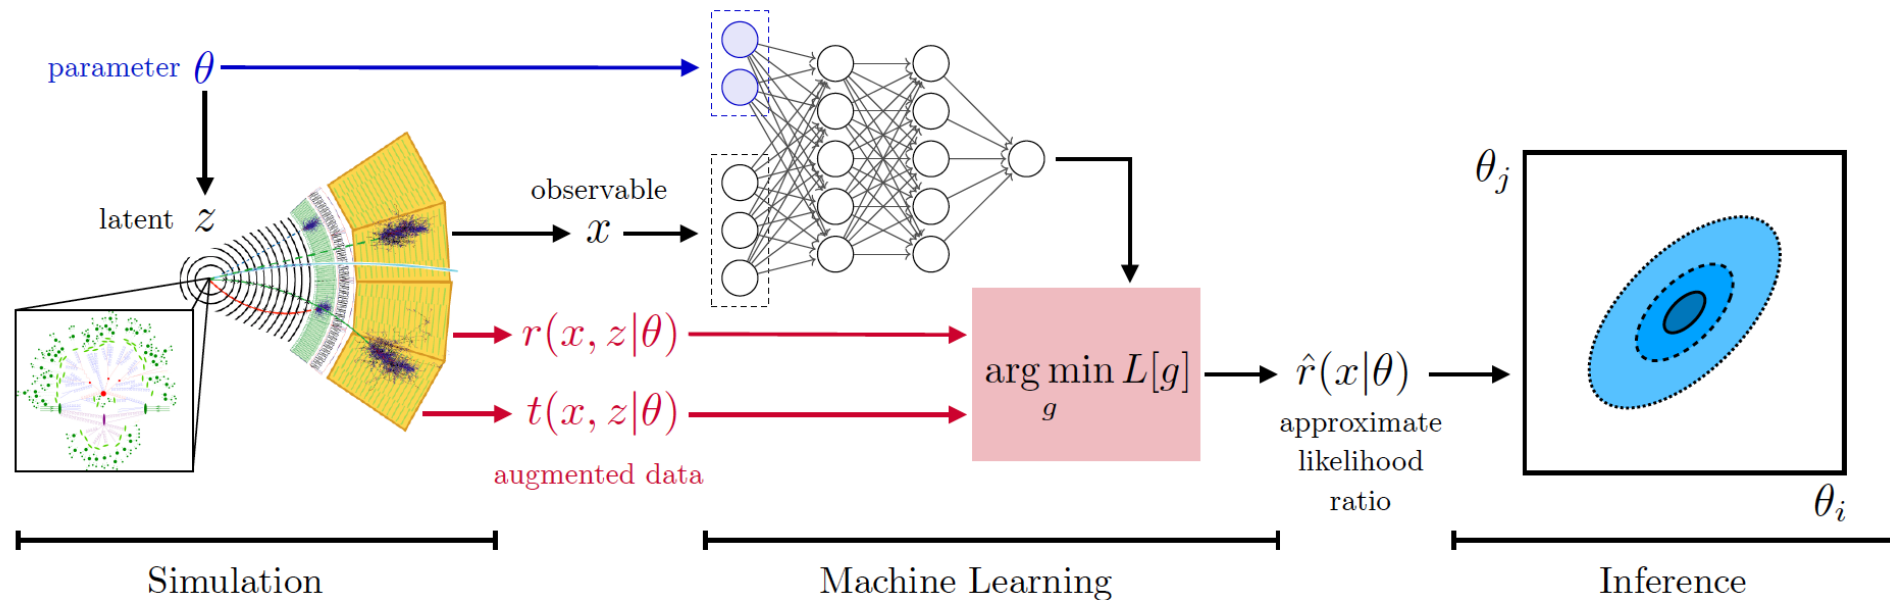 parameter θ
latent z
observable
x
r(x, z|θ)
t(x, z|θ)
augmented data
arg min L[g]
g
r̂(x|θ)
approximate
likelihood
ratio
θⱼ
θᵢ
Simulation
Machine Learning
Inference